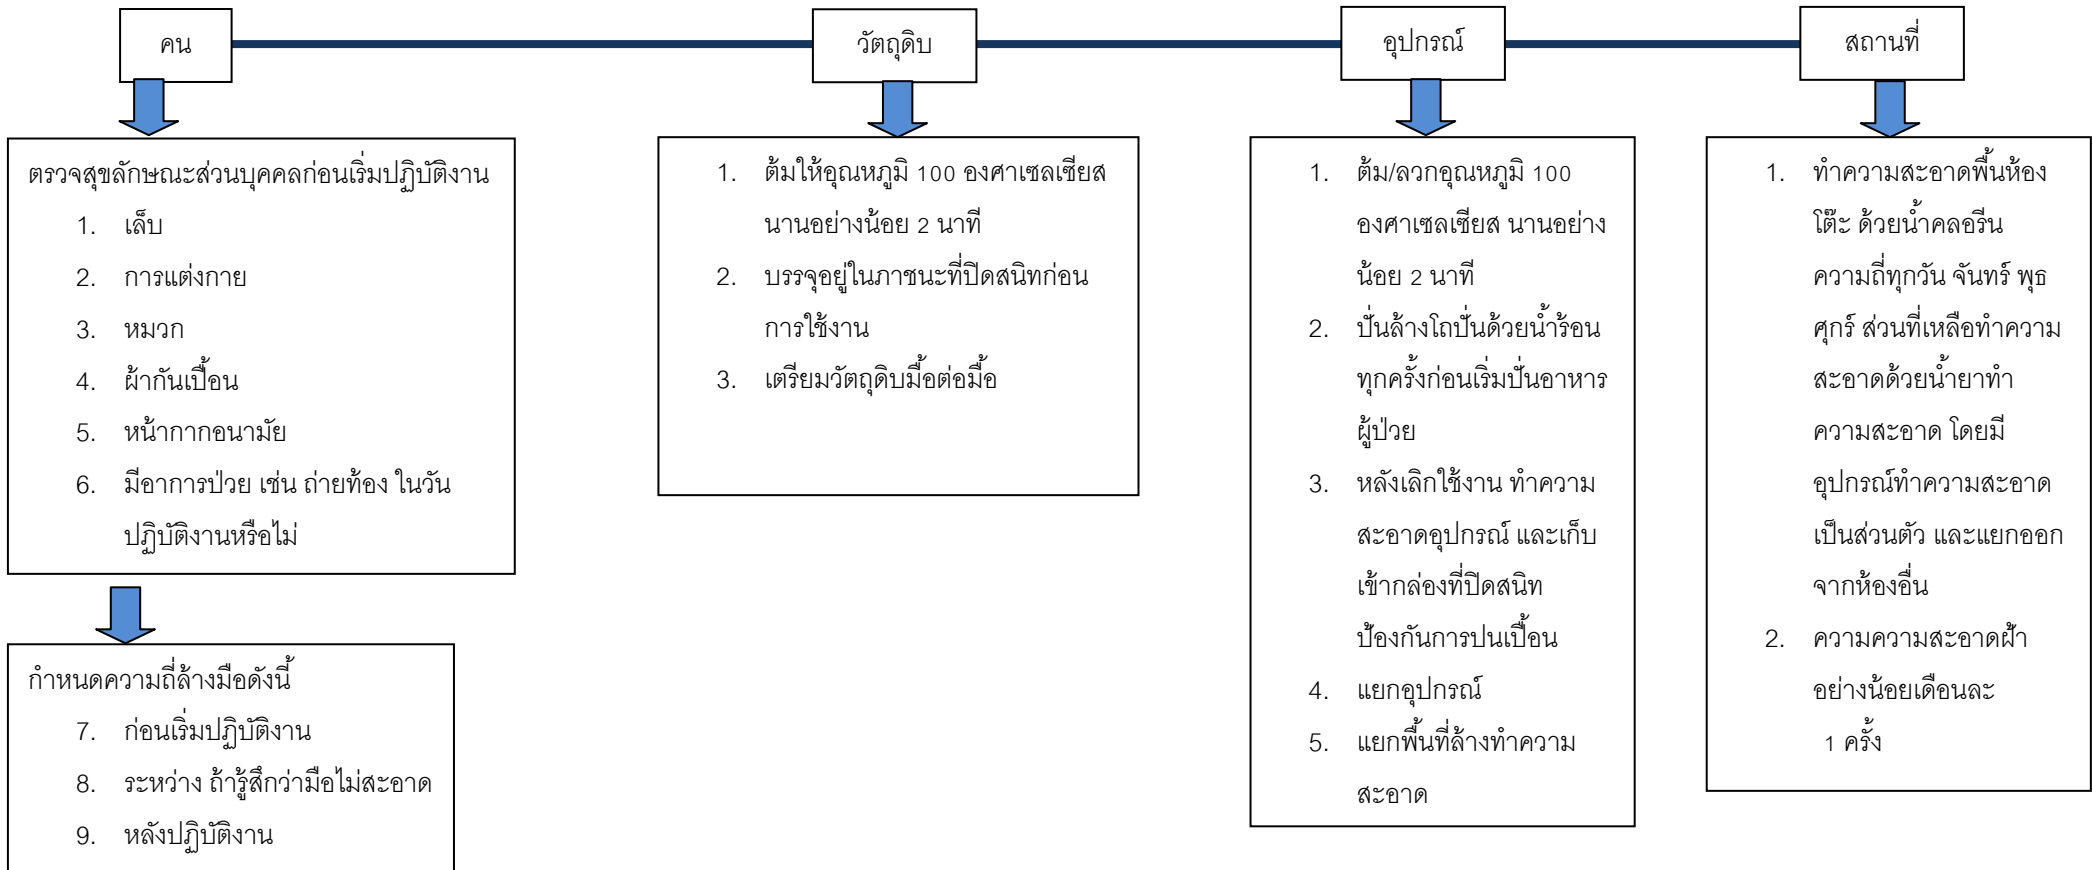 คน
วัตถุดิบ
อุปกรณ์
สถานที่
ตรวจสุขลักษณะส่วนบุคคลก่อนเริ่มปฏิบัติงาน
1. เล็บ
2. การแต่งกาย
3. หมวก
4. ผ้ากันเปื้อน
5. หน้ากากอนามัย
6. มีอาการป่วย เช่น ถ่ายท้อง ในวัน
ปฏิบัติงานหรือไม่
กำหนดความถี่ล้างมือดังนี้
7. ก่อนเริ่มปฏิบัติงาน
8. ระหว่าง ถ้ารู้สึกว่ามือไม่สะอาด
9. หลังปฏิบัติงาน
1. ต้มให้อุณหภูมิ 100 องศาเซลเซียส
นานอย่างน้อย 2 นาที
2. บรรจุอยู่ในภาชนะที่ปิดสนิทก่อน
การใช้งาน
3. เตรียมวัตถุดิบมื้อต่อมื้อ
1. ต้ม/ลวกอุณหภูมิ 100
องศาเซลเซียส นานอย่าง
น้อย 2 นาที
2. ปั่นล้างโถปั่นด้วยน้ำร้อน
ทุกครั้งก่อนเริ่มปั่นอาหาร
ผู้ป่วย
3. หลังเลิกใช้งาน ทำความ
สะอาดอุปกรณ์ และเก็บ
เข้ากล่องที่ปิดสนิท
ป้องกันการปนเปื้อน
4. แยกอุปกรณ์
5. แยกพื้นที่ล้างทำความ
สะอาด
1. ทำความสะอาดพื้นห้อง
โต๊ะ ด้วยน้ำคลอรีน
ความถี่ทุกวัน จันทร์ พุธ
ศุกร์ ส่วนที่เหลือทำความ
สะอาดด้วยน้ำยาทำ
ความสะอาด โดยมี
อุปกรณ์ทำความสะอาด
เป็นส่วนตัว และแยกออก
จากห้องอื่น
2. ความความสะอาดฝ้า
อย่างน้อยเดือนละ
1 ครั้ง